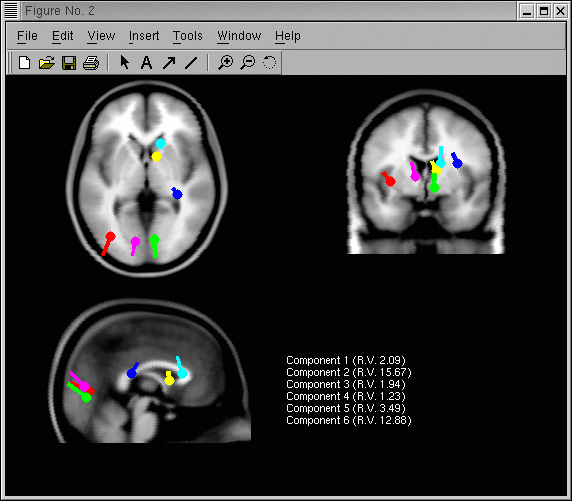 Figure No. 2
File Edit View Insert Tools Window Help
A
Component 1 (R.V. 2.09)
Component 2 (R.V. 15.67)
Component 3 (R.V. 1.94)
Component 4 (R.V. 1.23)
Component 5 (R.V. 3.49)
Component 6 (R.V. 12.88)